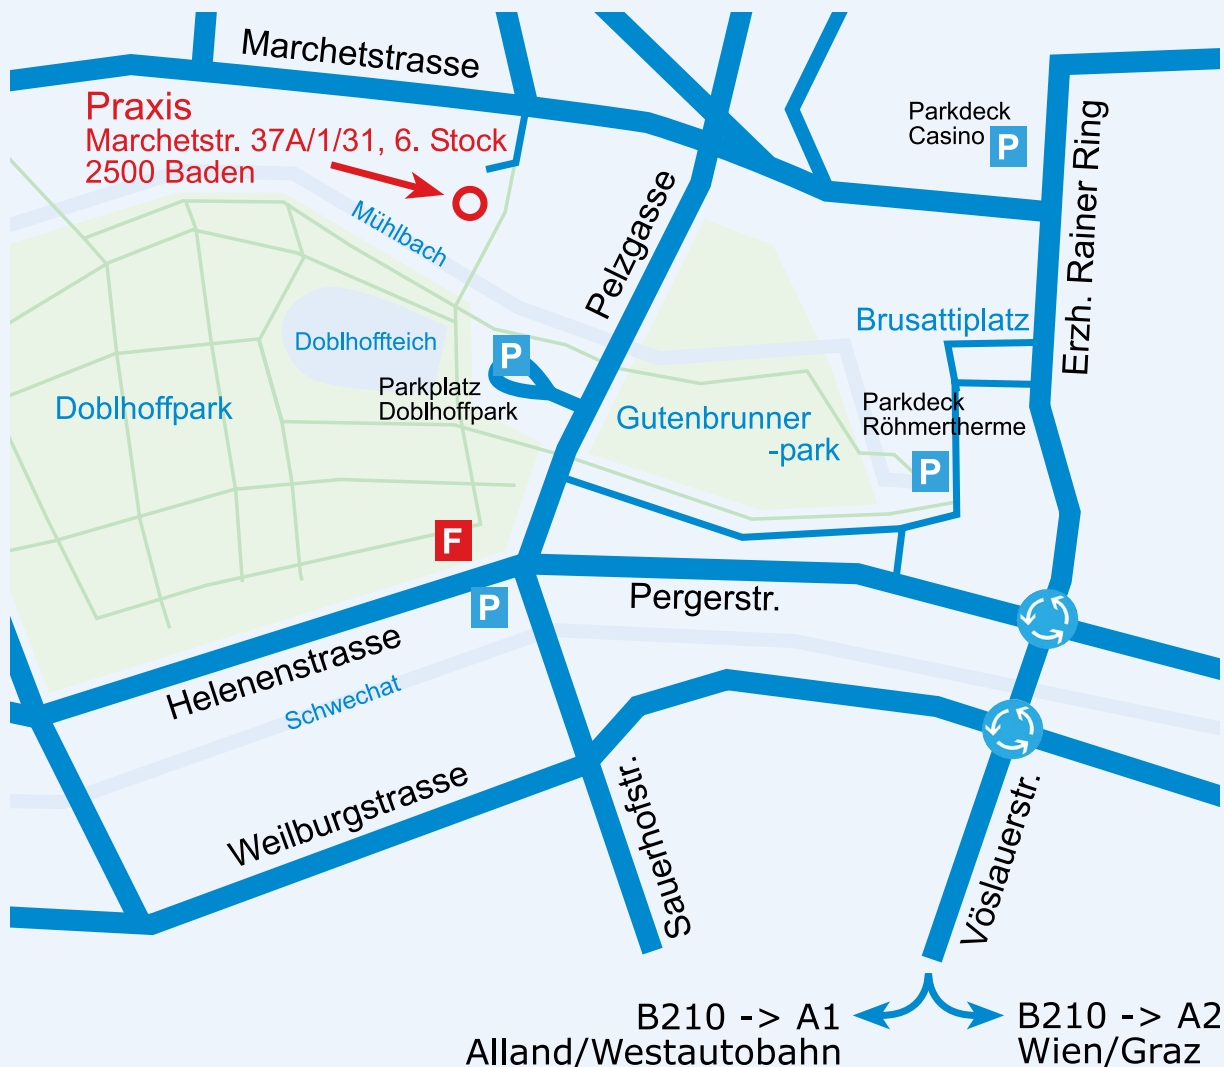 Marchetstrasse
Praxis
Marchetstr. 37A/1/31, 6. Stock
2500 Baden
Parkdeck
Casino
P
Erzh. Rainer Ring
Mühlbach
Pelzgasse
Brusattiplatz
Doblhoffteich
P
Parkplatz
Doblhoffpark
Doblhoffpark
Gutenbrunner
-park
Parkdeck
Röhmertherme
P
F
P
Pergerstr.
Helenenstrasse
Schwechat
Weilburgstrasse
Sauerhofstr.
Vöslauerstr.
B210 -> A1
Alland/Westautobahn
B210 -> A2
Wien/Graz